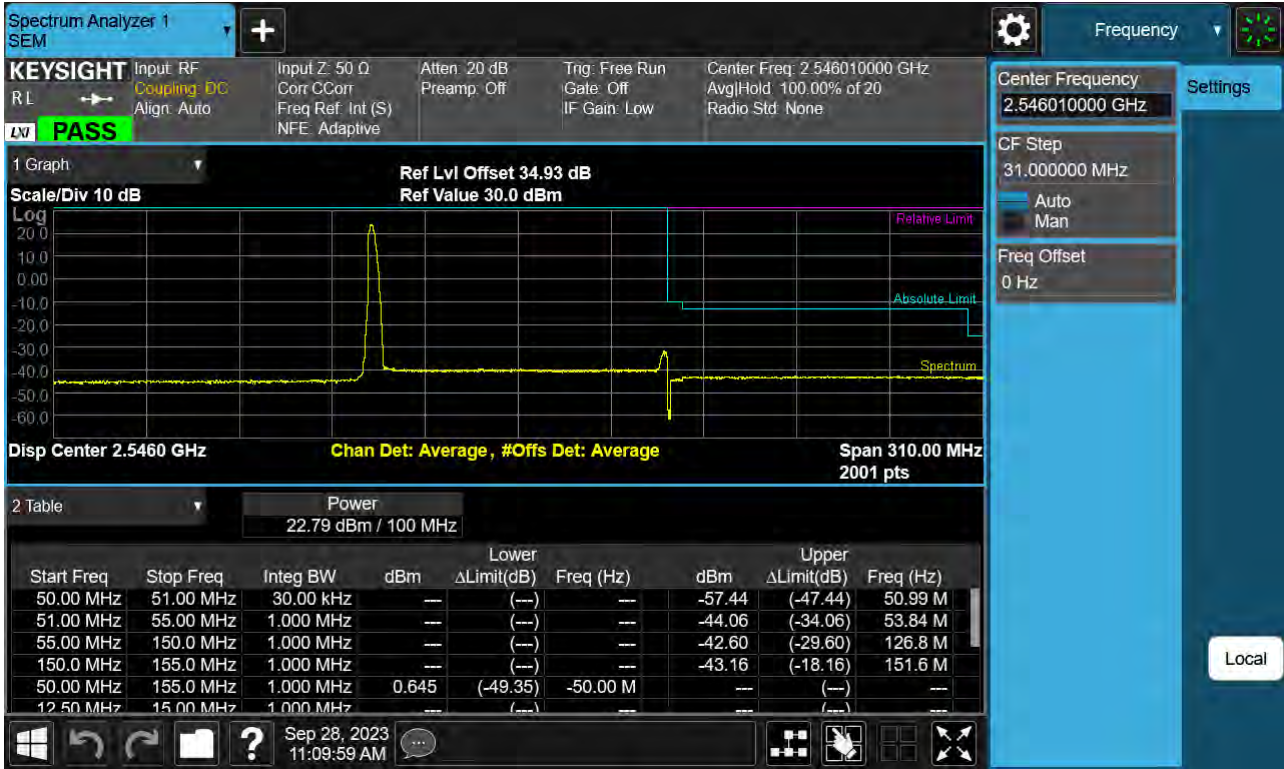 Spectrum Analyzer 1
SEM
Frequency
KEYSIGHT
RL
LXI
PASS
Input: RF
Coupling: DC
Align: Auto
Input Z: 50 Ω
Corr CCorr
Freq Ref: Int (S)
NFE: Adaptive
Atten: 20 dB
Preamp: Off
Trig: Free Run
Gate: Off
IF Gain: Low
Center Freq: 2.546010000 GHz
Avg|Hold: 100.00% of 20
Radio Std: None
Center Frequency
2.546010000 GHz
Settings
CF Step
31.000000 MHz
Auto
Man
Freq Offset
0 Hz
Local
1 Graph
Scale/Div 10 dB
Ref Lvl Offset 34.93 dB
Ref Value 30.0 dBm
Log
20.0
10.0
0.00
-10.0
-20.0
-30.0
-40.0
-50.0
-60.0
Relative Limit
Absolute Limit
Spectrum
Disp Center 2.5460 GHz
Chan Det: Average, #Offs Det: Average
Span 310.00 MHz
2001 pts
2 Table
Power
22.79 dBm / 100 MHz
Lower Upper
Start Freq Stop Freq Integ BW dBm ΔLimit(dB) Freq (Hz) dBm ΔLimit(dB) Freq (Hz)
50.00 MHz 51.00 MHz 30.00 kHz --- (---) --- -57.44 (-47.44) 50.99 M
51.00 MHz 55.00 MHz 1.000 MHz --- (---) --- -44.06 (-34.06) 53.84 M
55.00 MHz 150.0 MHz 1.000 MHz --- (---) --- -42.60 (-29.60) 126.8 M
150.0 MHz 155.0 MHz 1.000 MHz --- (---) --- -43.16 (-18.16) 151.6 M
50.00 MHz 155.0 MHz 1.000 MHz 0.645 (-49.35) -50.00 M --- (---) ---
12.50 MHz 15.00 MHz 1.000 MHz --- (---) --- --- (---) ---
?
Sep 28, 2023
11:09:59 AM